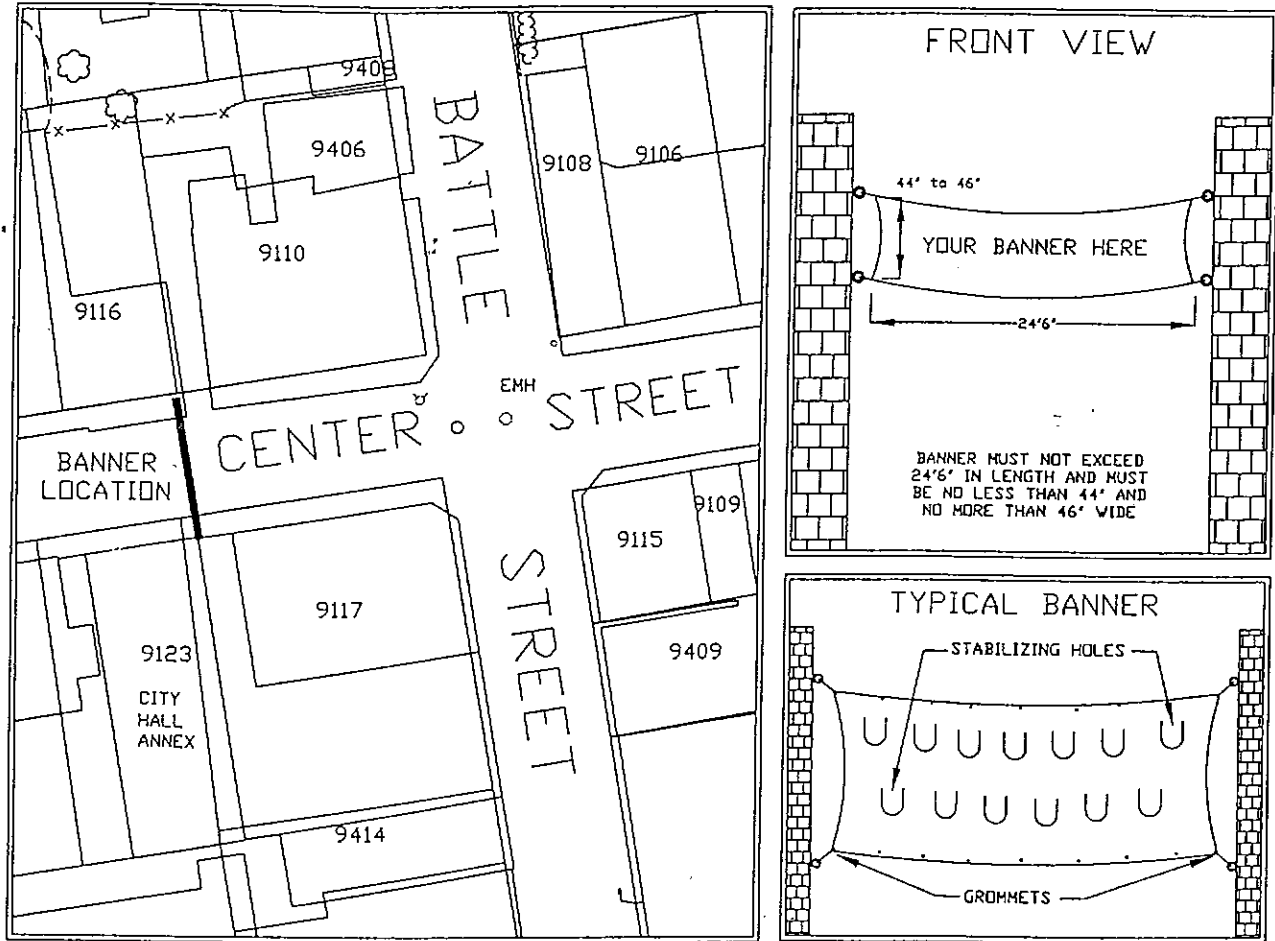 9408
9406
9110
9116
BATTLE
STREET
9108
9106
EMH
CENTER STREET
BANNER
LOCATION
9109
9115
9117
9409
9123
CITY
HALL
ANNEX
9414
FRONT VIEW
44" to 46"
YOUR BANNER HERE
24'6"
BANNER MUST NOT EXCEED
24'6" IN LENGTH AND MUST
BE NO LESS THAN 44" AND
NO MORE THAN 46" WIDE
TYPICAL BANNER
STABILIZING HOLES
GROMMETS